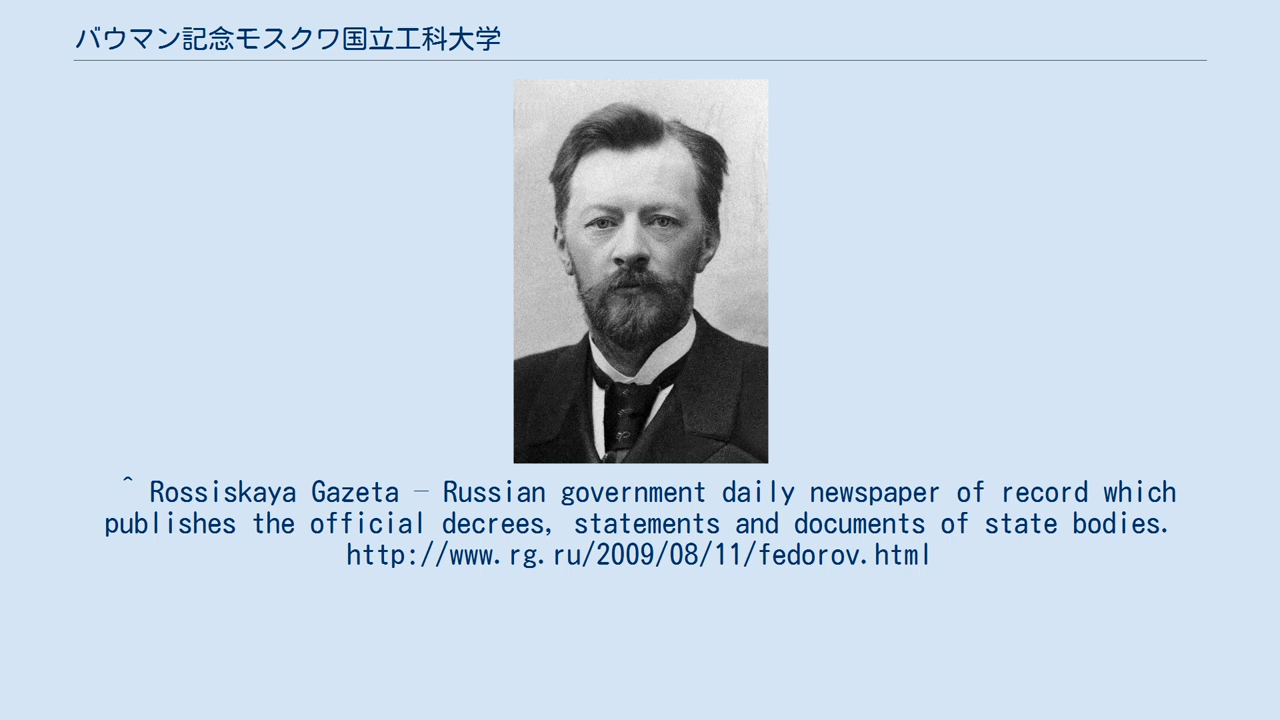 バウマン記念モスクワ国立工科大学
^ Rossiskaya Gazeta – Russian government daily newspaper of record which
publishes the official decrees, statements and documents of state bodies.
http://www.rg.ru/2009/08/11/fedorov.html